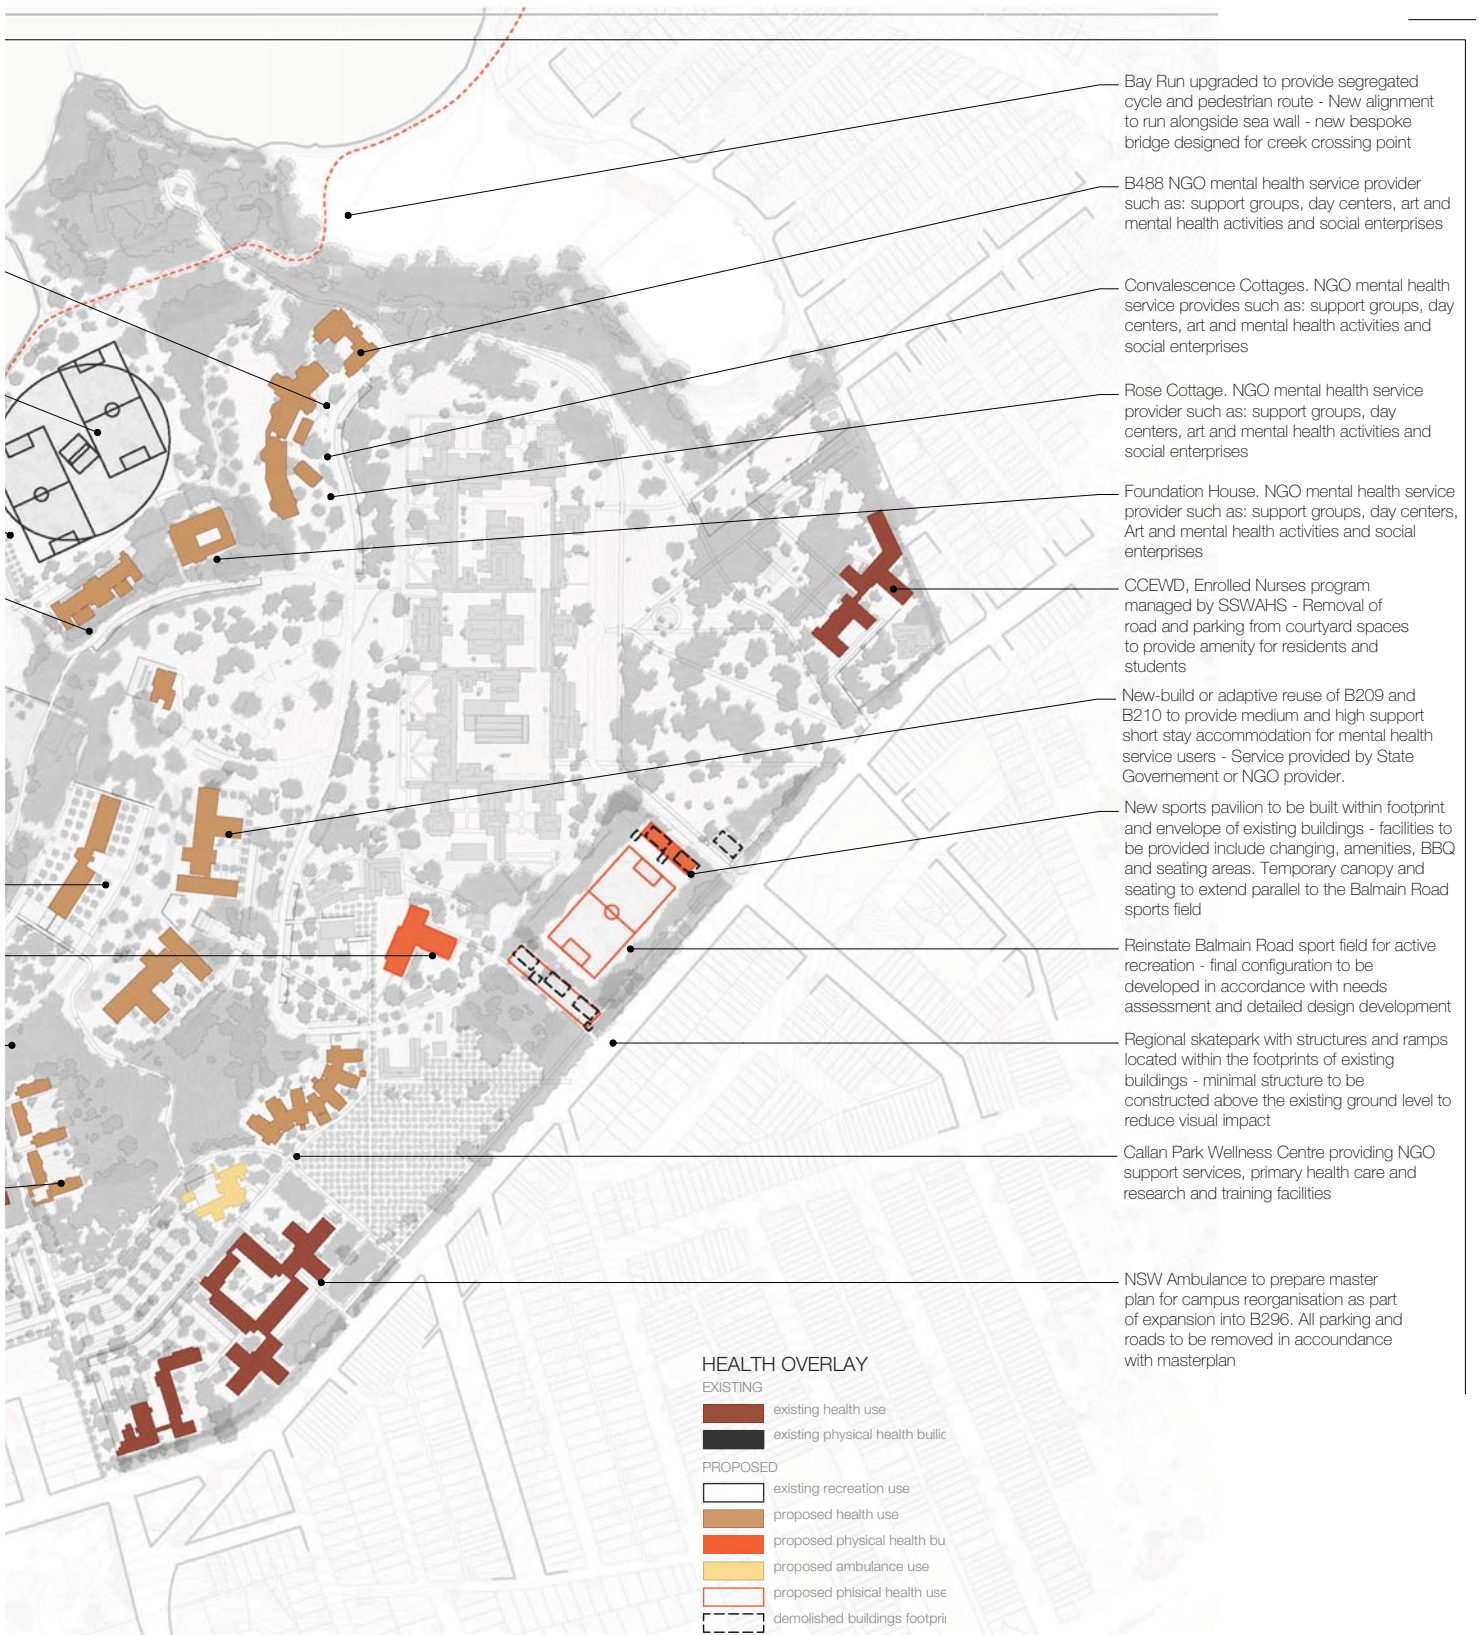 Bay Run upgraded to provide segregated
cycle and pedestrian route - New alignment
to run alongside sea wall - new bespoke
bridge designed for creek crossing point
B488 NGO mental health service provider
such as: support groups, day centers, art and
mental health activities and social enterprises
Convalescence Cottages. NGO mental health
service provides such as: support groups, day
centers, art and mental health activities and
social enterprises
Rose Cottage. NGO mental health service
provider such as: support groups, day
centers, art and mental health activities and
social enterprises
Foundation House. NGO mental health service
provider such as: support groups, day centers,
Art and mental health activities and social
enterprises
CCEWD, Enrolled Nurses program
managed by SSWAHS - Removal of
road and parking from courtyard spaces
to provide amenity for residents and
students
New-build or adaptive reuse of B209 and
B210 to provide medium and high support
short stay accommodation for mental health
service users - Service provided by State
Governement or NGO provider.
New sports pavilion to be built within footprint
and envelope of existing buildings - facilities to
be provided include changing, amenities, BBQ
and seating areas. Temporary canopy and
seating to extend parallel to the Balmain Road
sports field
Reinstate Balmain Road sport field for active
recreation - final configuration to be
developed in accordance with needs
assessment and detailed design development
Regional skatepark with structures and ramps
located within the footprints of existing
buildings - minimal structure to be
constructed above the existing ground level to
reduce visual impact
Callan Park Wellness Centre providing NGO
support services, primary health care and
research and training facilities
NSW Ambulance to prepare master
plan for campus reorganisation as part
of expansion into B296. All parking and
roads to be removed in accoundance
with masterplan
HEALTH OVERLAY
EXISTING
existing health use
existing physical health buildi
PROPOSED
existing recreation use
proposed health use
proposed physical health bu
proposed ambulance use
proposed phisical health use
demolished buildings footpri